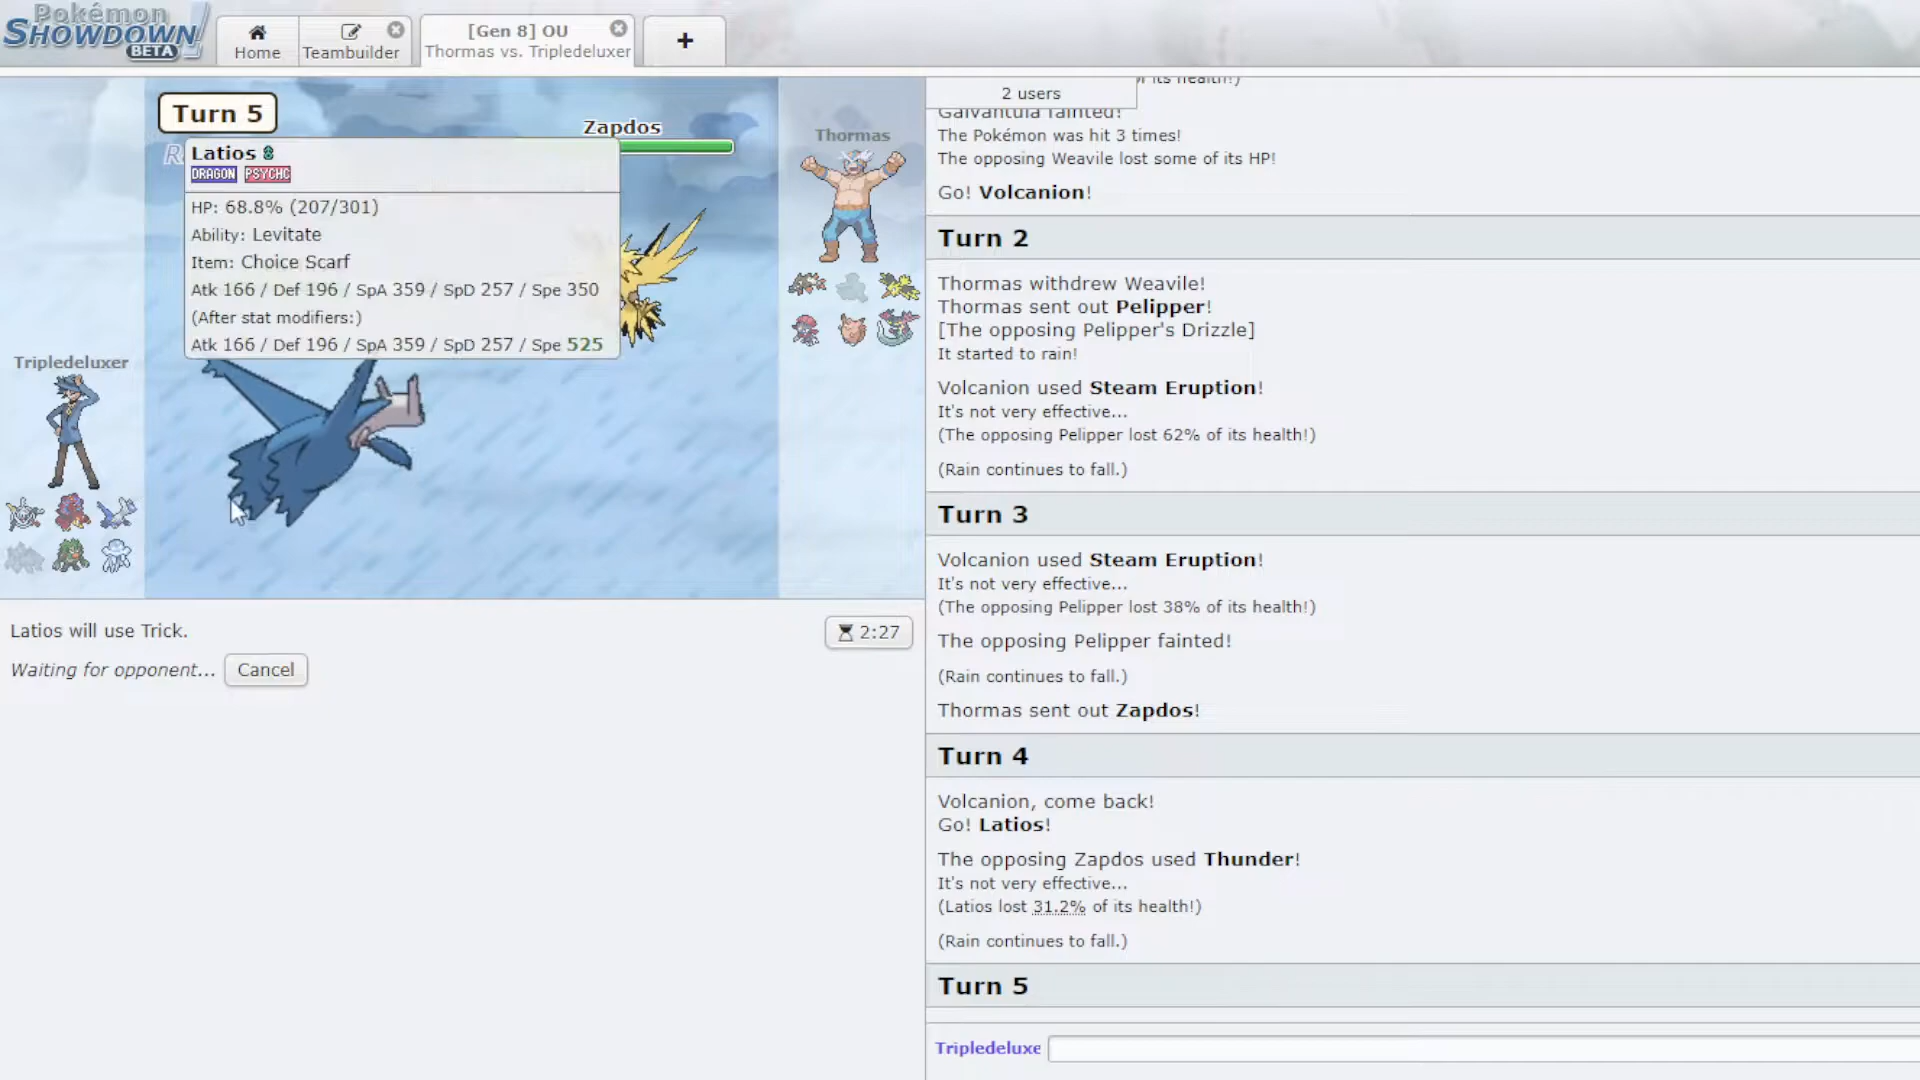 Pokémon
SHOWDOWN
BETA
Home
Teambuilder
[Gen 8] OU
Thormas vs. Tripledeluxer
+
Turn 5
Zapdos
Latios
DRAGON PSYCHC
HP: 68.8% (207/301)
Ability: Levitate
Item: Choice Scarf
Atk 166 / Def 196 / SpA 359 / SpD 257 / Spe 350
(After stat modifiers:)
Atk 166 / Def 196 / SpA 359 / SpD 257 / Spe 525
Thormas
Tripledeluxer
Latios will use Trick.
2:27
Waiting for opponent... Cancel
2 users
its health!)
Galvantula fainted!
The Pokémon was hit 3 times!
The opposing Weavile lost some of its HP!
Go! Volcanion!
Turn 2
Thormas withdrew Weavile!
Thormas sent out Pelipper!
[The opposing Pelipper's Drizzle]
It started to rain!
Volcanion used Steam Eruption!
It's not very effective...
(The opposing Pelipper lost 62% of its health!)
(Rain continues to fall.)
Turn 3
Volcanion used Steam Eruption!
It's not very effective...
(The opposing Pelipper lost 38% of its health!)
The opposing Pelipper fainted!
(Rain continues to fall.)
Thormas sent out Zapdos!
Turn 4
Volcanion, come back!
Go! Latios!
The opposing Zapdos used Thunder!
It's not very effective...
(Latios lost 31.2% of its health!)
(Rain continues to fall.)
Turn 5
Tripledeluxe